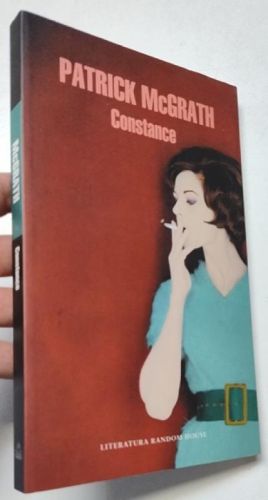 PATRICK McGRATH
Constance
McGRATH
Constance
LITERATURA RANDOM HOUSE